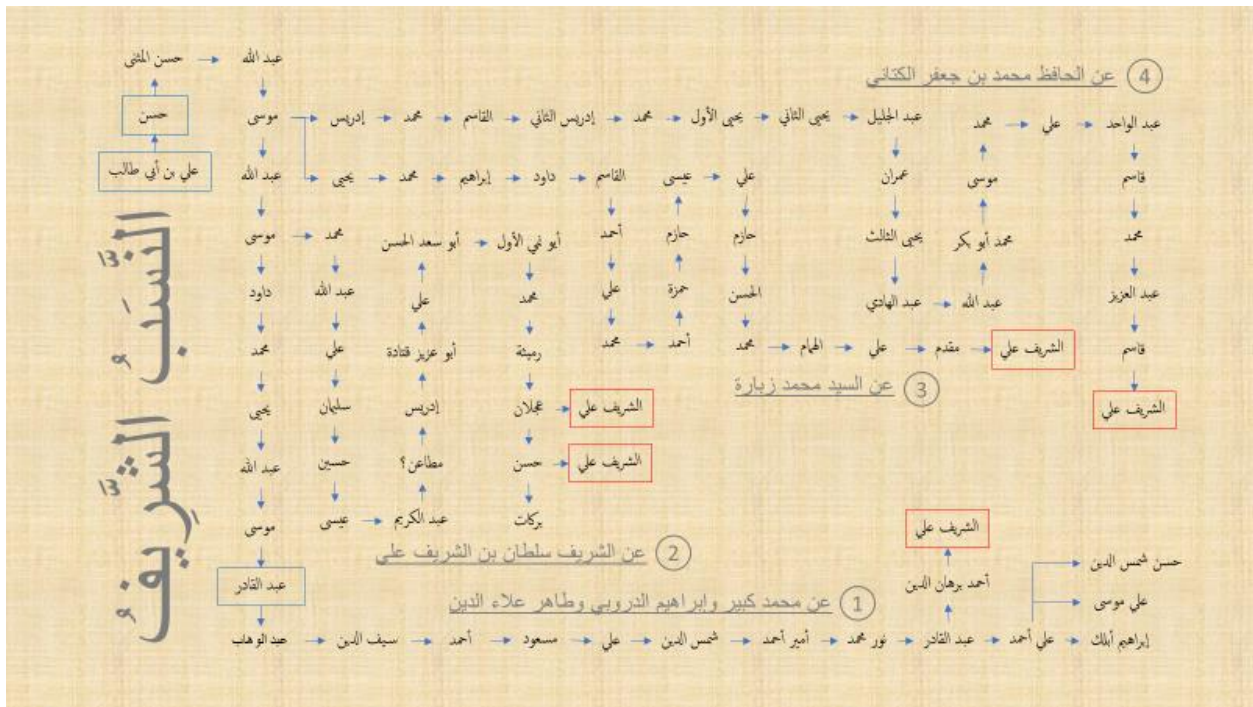 النَّسَبُ الشَّرِيفُ
علي بن أبي طالب
حسن
حسن المثنى
عبد الله
موسى
عبد الله
موسى
داود
محمد
يحيى
عبد الله
موسى
عبد القادر
1 عن محمد كبير وإبراهيم الدروبي وطاهر علاء الدين
عبد الوهاب
سيف الدين
أحمد
مسعود
علي
شمس الدين
أمير أحمد
نور محمد
عبد القادر
أحمد برهان الدين
الشريف علي
علي أحمد
حسن شمس الدين
علي موسى
إبراهيم أبلك
2 عن الشريف سلطان بن الشريف علي
محمد
عبد الله
علي
سليمان
حسين
عيسى
عبد الكريم
مطاعن؟
إدريس
أبو عزيز قتادة
علي
أبو سعد الحسن
أبو نمي الأول
محمد
رميثة
عجلان
الشريف علي
حسن
الشريف علي
بركات
3 عن السيد محمد زبارة
يحيى
محمد
إبراهيم
داود
القاسم
أحمد
علي
محمد
أحمد
حمزة
حازم
عيسى
علي
حازم
الحسن
محمد
الهمام
علي
مقدم
الشريف علي
4 عن الحافظ محمد بن جعفر الكتاني
إدريس
محمد
القاسم
إدريس الثاني
محمد
يحيى الأول
يحيى الثاني
عبد الجليل
عمران
يحيى الثالث
عبد الهادي
عبد الله
محمد أبو بكر
موسى
محمد
علي
عبد الواحد
قاسم
محمد
عبد العزيز
قاسم
الشريف علي